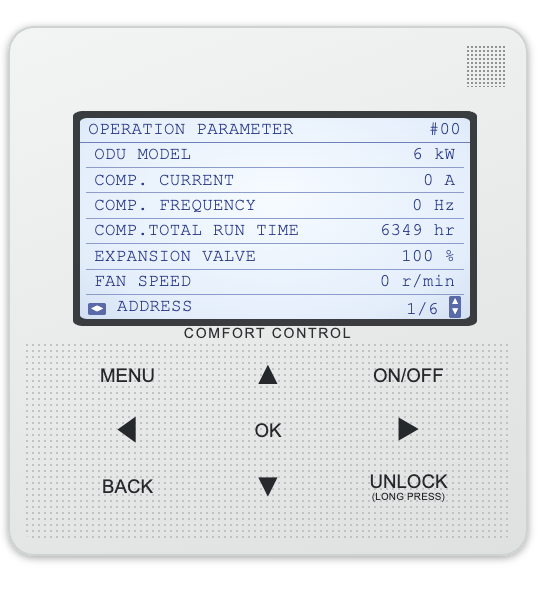 OPERATION PARAMETER #00
ODU MODEL 6 kW
COMP. CURRENT 0 A
COMP. FREQUENCY 0 Hz
COMP.TOTAL RUN TIME 6349 hr
EXPANSION VALVE 100 %
FAN SPEED 0 r/min
ADDRESS 1/6
COMFORT CONTROL
MENU ON/OFF
OK
BACK UNLOCK
(LONG PRESS)